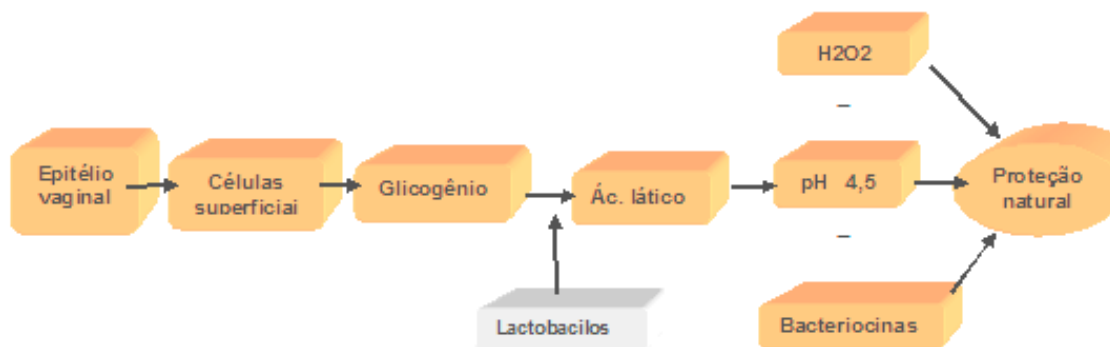 H2O2
–
Epitélio
vaginal
Células
superficiai
Glicogênio
Ác. lático
pH 4,5
Proteção
natural
–
Lactobacilos
Bacteriocinas